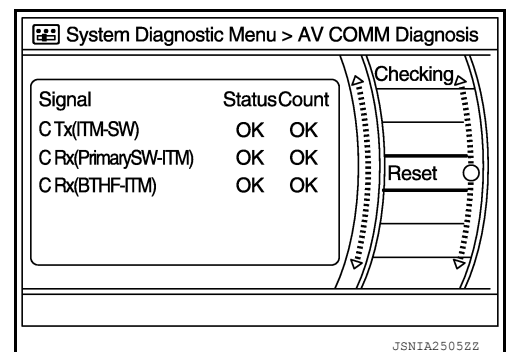 System Diagnostic Menu > AV COMM Diagnosis
Checking
Signal Status Count
C Tx(ITM-SW) OK OK
C Rx(PrimarySW-ITM) OK OK
C Rx(BTHF-ITM) OK OK
Reset
JSNIA2505ZZ